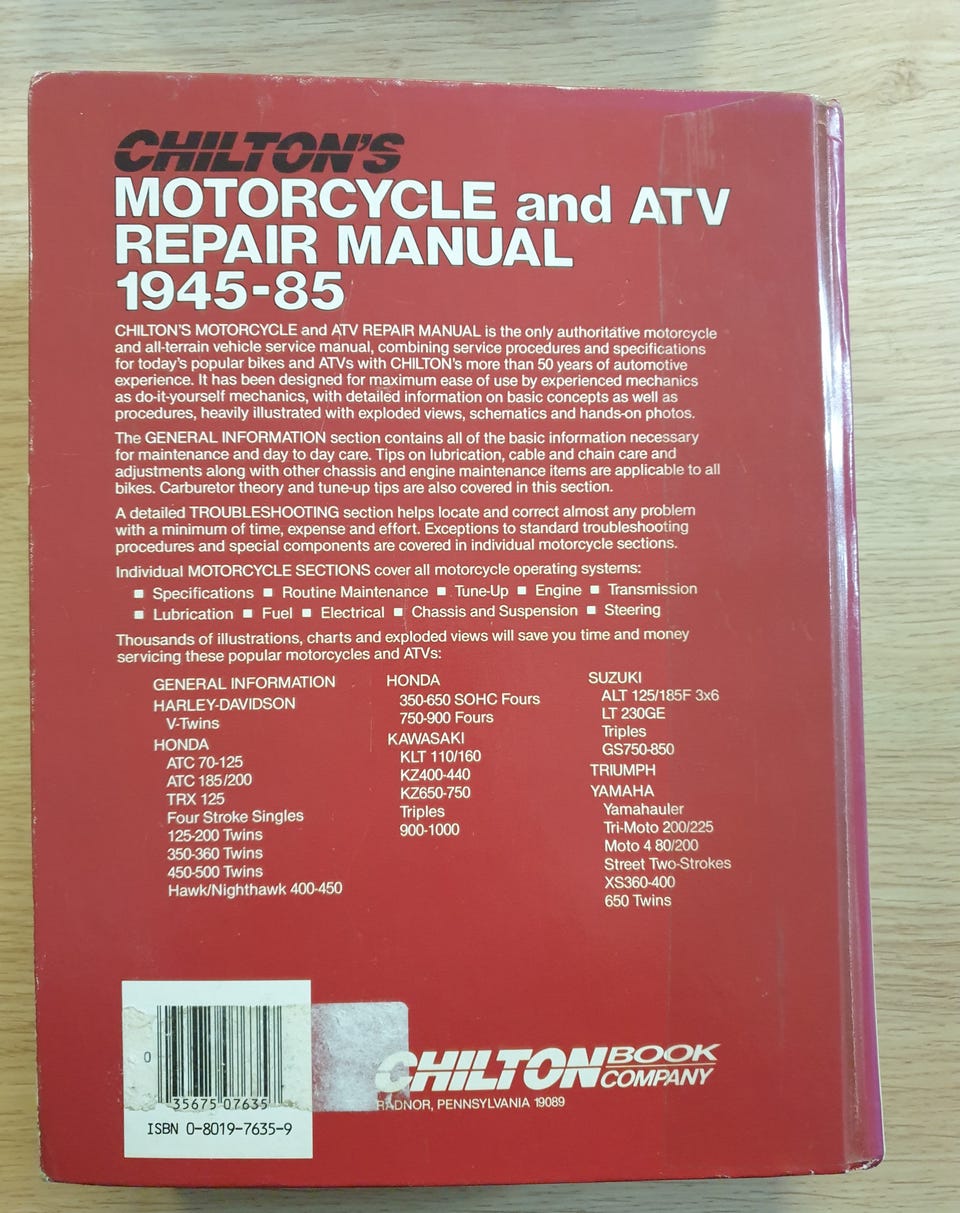 CHILTON'S
MOTORCYCLE and ATV
REPAIR MANUAL
1945-85
CHILTON'S MOTORCYCLE and ATV REPAIR MANUAL is the only authoritative motorcycle
and all-terrain vehicle service manual, combining service procedures and specifications
for today's popular bikes and ATVs with CHILTON's more than 50 years of automotive
experience. It has been designed for maximum ease of use by experienced mechanics
as do-it-yourself mechanics, with detailed information on basic concepts as well as
procedures, heavily illustrated with exploded views, schematics and hands-on photos.
The GENERAL INFORMATION section contains all of the basic information necessary
for maintenance and day to day care. Tips on lubrication, cable and chain care and
adjustments along with other chassis and engine maintenance items are applicable to all
bikes. Carburetor theory and tune-up tips are also covered in this section.
A detailed TROUBLESHOOTING section helps locate and correct almost any problem
with a minimum of time, expense and effort. Exceptions to standard troubleshooting
procedures and special components are covered in individual motorcycle sections.
Individual MOTORCYCLE SECTIONS cover all motorcycle operating systems:
■ Specifications ■ Routine Maintenance ■ Tune-Up ■ Engine ■ Transmission
■ Lubrication ■ Fuel ■ Electrical ■ Chassis and Suspension ■ Steering
Thousands of illustrations, charts and exploded views will save you time and money
servicing these popular motorcycles and ATVs:
GENERAL INFORMATION
HARLEY-DAVIDSON
V-Twins
HONDA
ATC 70-125
ATC 185/200
TRX 125
Four Stroke Singles
125-200 Twins
350-360 Twins
450-500 Twins
Hawk/Nighthawk 400-450
HONDA
350-650 SOHC Fours
750-900 Fours
KAWASAKI
KLT 110/160
KZ400-440
KZ650-750
Triples
900-1000
SUZUKI
ALT 125/185F 3x6
LT 230GE
Triples
GS750-850
TRIUMPH
YAMAHA
Yamahauler
Tri-Moto 200/225
Moto 4 80/200
Street Two-Strokes
XS360-400
650 Twins
0
35675 07635
ISBN 0-8019-7635-9
CHILTON BOOK
COMPANY
RADNOR, PENNSYLVANIA 19089